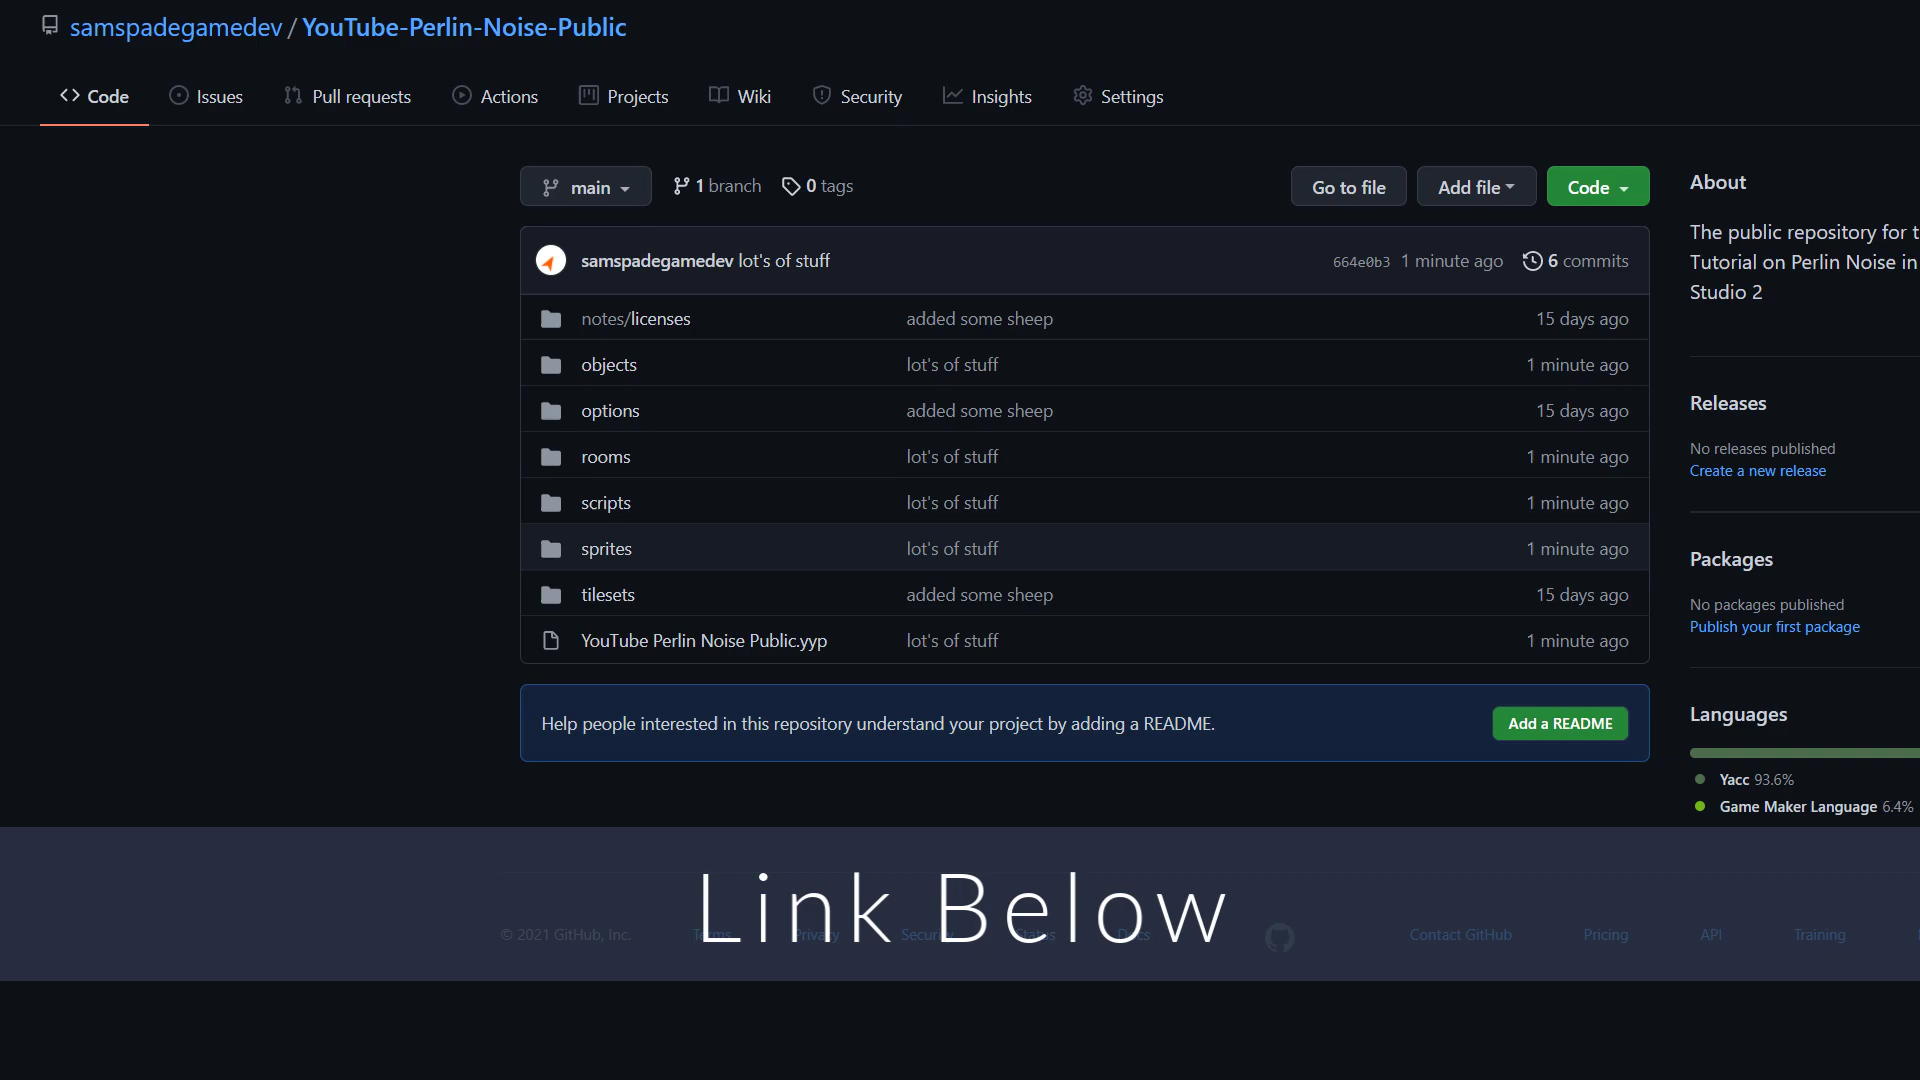 samspadegamedev / YouTube-Perlin-Noise-Public
Code Issues Pull requests Actions Projects Wiki Security Insights Settings
main 1 branch 0 tags Go to file Add file Code
samspadegamedev lot's of stuff 664e0b3 1 minute ago 6 commits
notes/licenses added some sheep 15 days ago
objects lot's of stuff 1 minute ago
options added some sheep 15 days ago
rooms lot's of stuff 1 minute ago
scripts lot's of stuff 1 minute ago
sprites lot's of stuff 1 minute ago
tilesets added some sheep 15 days ago
YouTube Perlin Noise Public.yyp lot's of stuff 1 minute ago
Help people interested in this repository understand your project by adding a README. Add a README
About
The public repository for t
Tutorial on Perlin Noise in
Studio 2
Releases
No releases published
Create a new release
Packages
No packages published
Publish your first package
Languages
Yacc 93.6%
Game Maker Language 6.4%
Link Below
© 2021 GitHub, Inc. Terms Privacy Security Status Docs Contact GitHub Pricing API Training